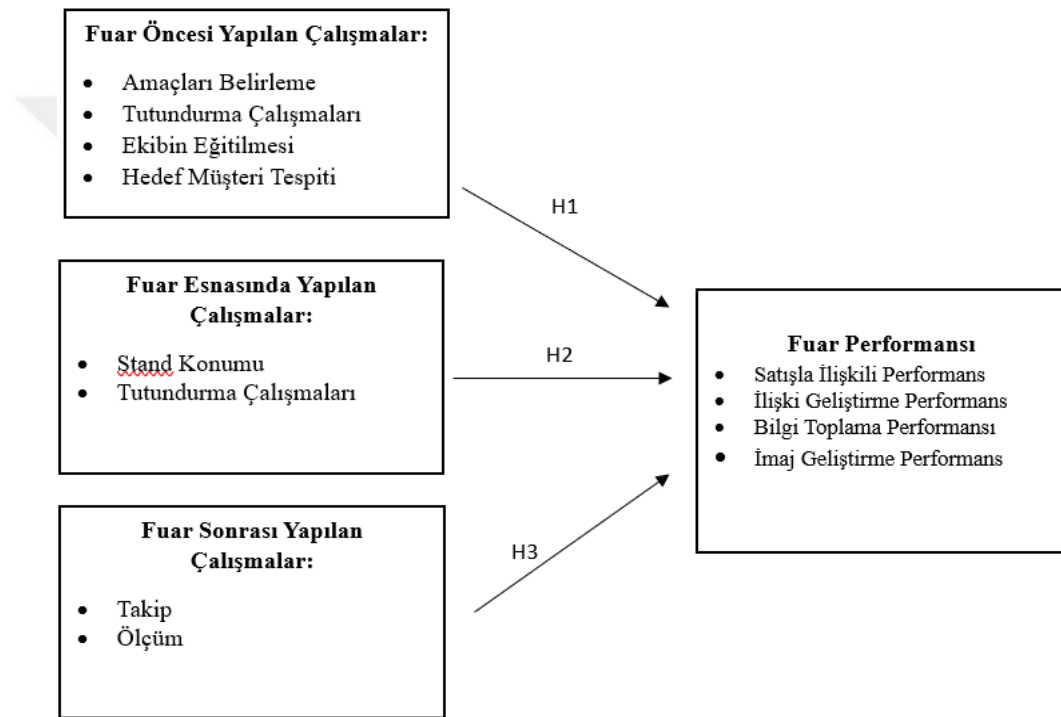 Fuar Öncesi Yapılan Çalışmalar:
• Amaçları Belirleme
• Tutundurma Çalışmaları
• Ekibin Eğitilmesi
• Hedef Müşteri Tespiti
H1
Fuar Esnasında Yapılan
Çalışmalar:
• Stand Konumu
• Tutundurma Çalışmaları
H2
Fuar Sonrası Yapılan
Çalışmalar:
• Takip
• Ölçüm
H3
Fuar Performansı
• Satışla İlişkili Performans
• İlişki Geliştirme Performans
• Bilgi Toplama Performansı
• İmaj Geliştirme Performans